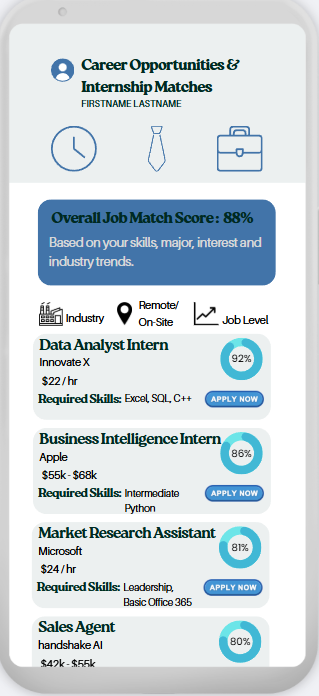 Career Opportunities &
Internship Matches
FIRSTNAME LASTNAME
Overall Job Match Score: 88%
Based on your skills, major, interest and
industry trends.
Industry
Remote/
On-Site
Job Level
Data Analyst Intern
92%
Innovate X
$22 / hr
Required Skills: Excel, SQL, C++
APPLY NOW
Business Intelligence Intern
86%
Apple
$55k - $68k
Required Skills: Intermediate
Python
APPLY NOW
Market Research Assistant
81%
Microsoft
$24 / hr
Required Skills: Leadership,
Basic Office 365
APPLY NOW
Sales Agent
80%
handshake AI
$42k - $55k